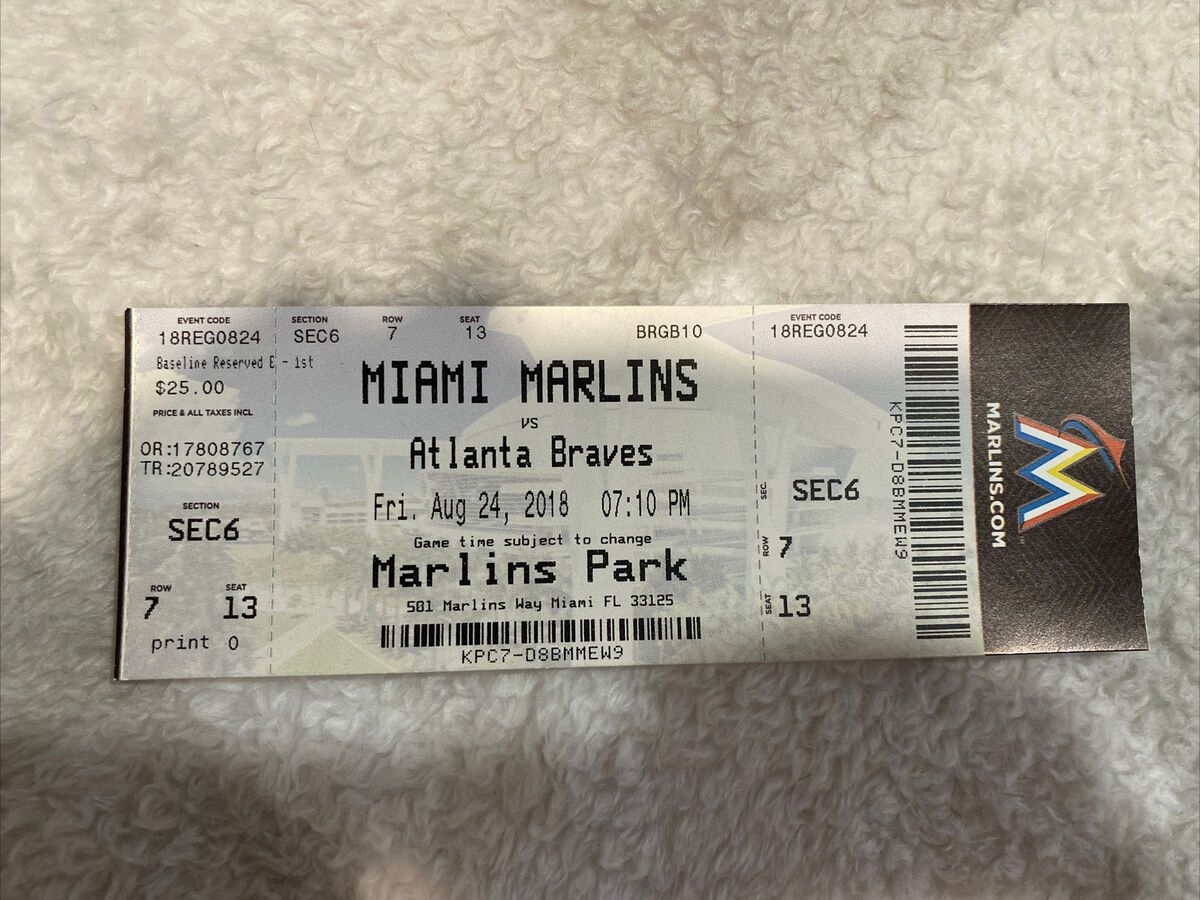 EVENT CODE
18REG0824
Baseline Reserved E - 1st
$25.00
PRICE & ALL TAXES INCL
OR:17808767
TR:20789527
SECTION
SEC6
ROW SEAT
7 13
print 0
SECTION ROW SEAT
SEC6 7 13 BRGB10
MIAMI MARLINS
VS
Atlanta Braves
Fri. Aug 24, 2018 07:10 PM
Game time subject to change
Marlins Park
501 Marlins Way Miami FL 33125
KPC7-D8BMMEW9
EVENT CODE
18REG0824
SEC. SEC6
ROW 7
SEAT 13
KPC7-D8BMMEW9
MARLINS.COM
M